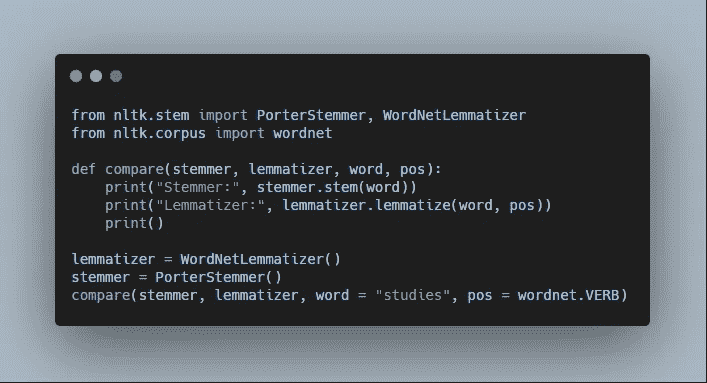 from nltk.stem import PorterStemmer, WordNetLemmatizer
from nltk.corpus import wordnet

def compare(stemmer, lemmatizer, word, pos):
    print("Stemmer:", stemmer.stem(word))
    print("Lemmatizer:", lemmatizer.lemmatize(word, pos))
    print()

lemmatizer = WordNetLemmatizer()
stemmer = PorterStemmer()
compare(stemmer, lemmatizer, word = "studies", pos = wordnet.VERB)